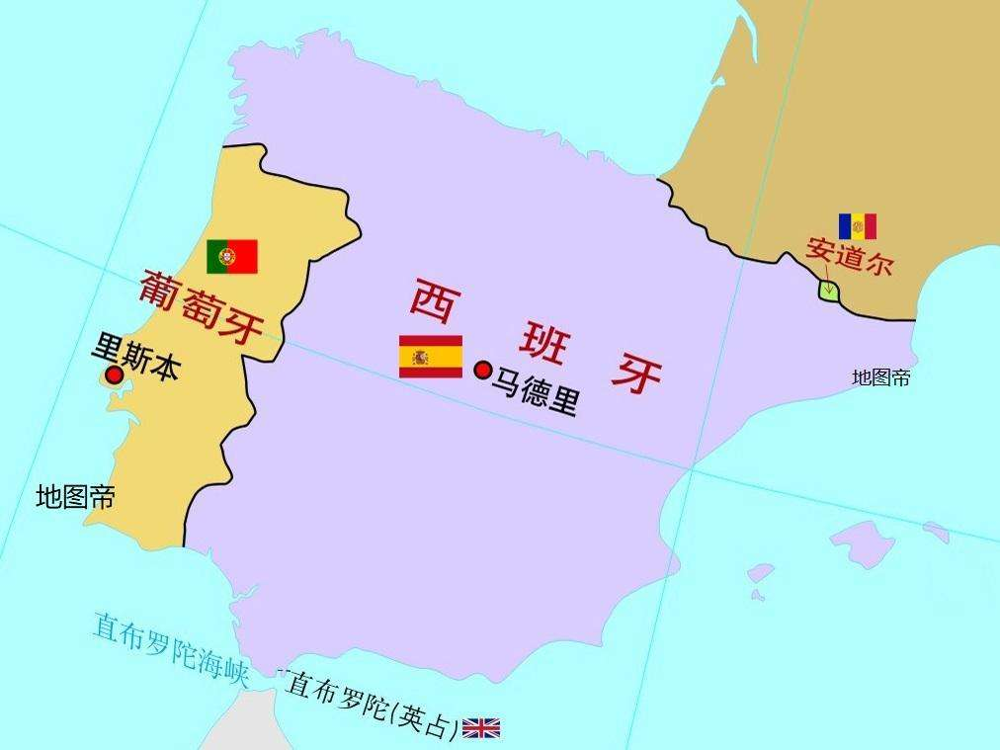 安道尔
葡萄牙
西班牙
里斯本
马德里
地图帝
地图帝
直布罗陀海峡
直布罗陀(英占)